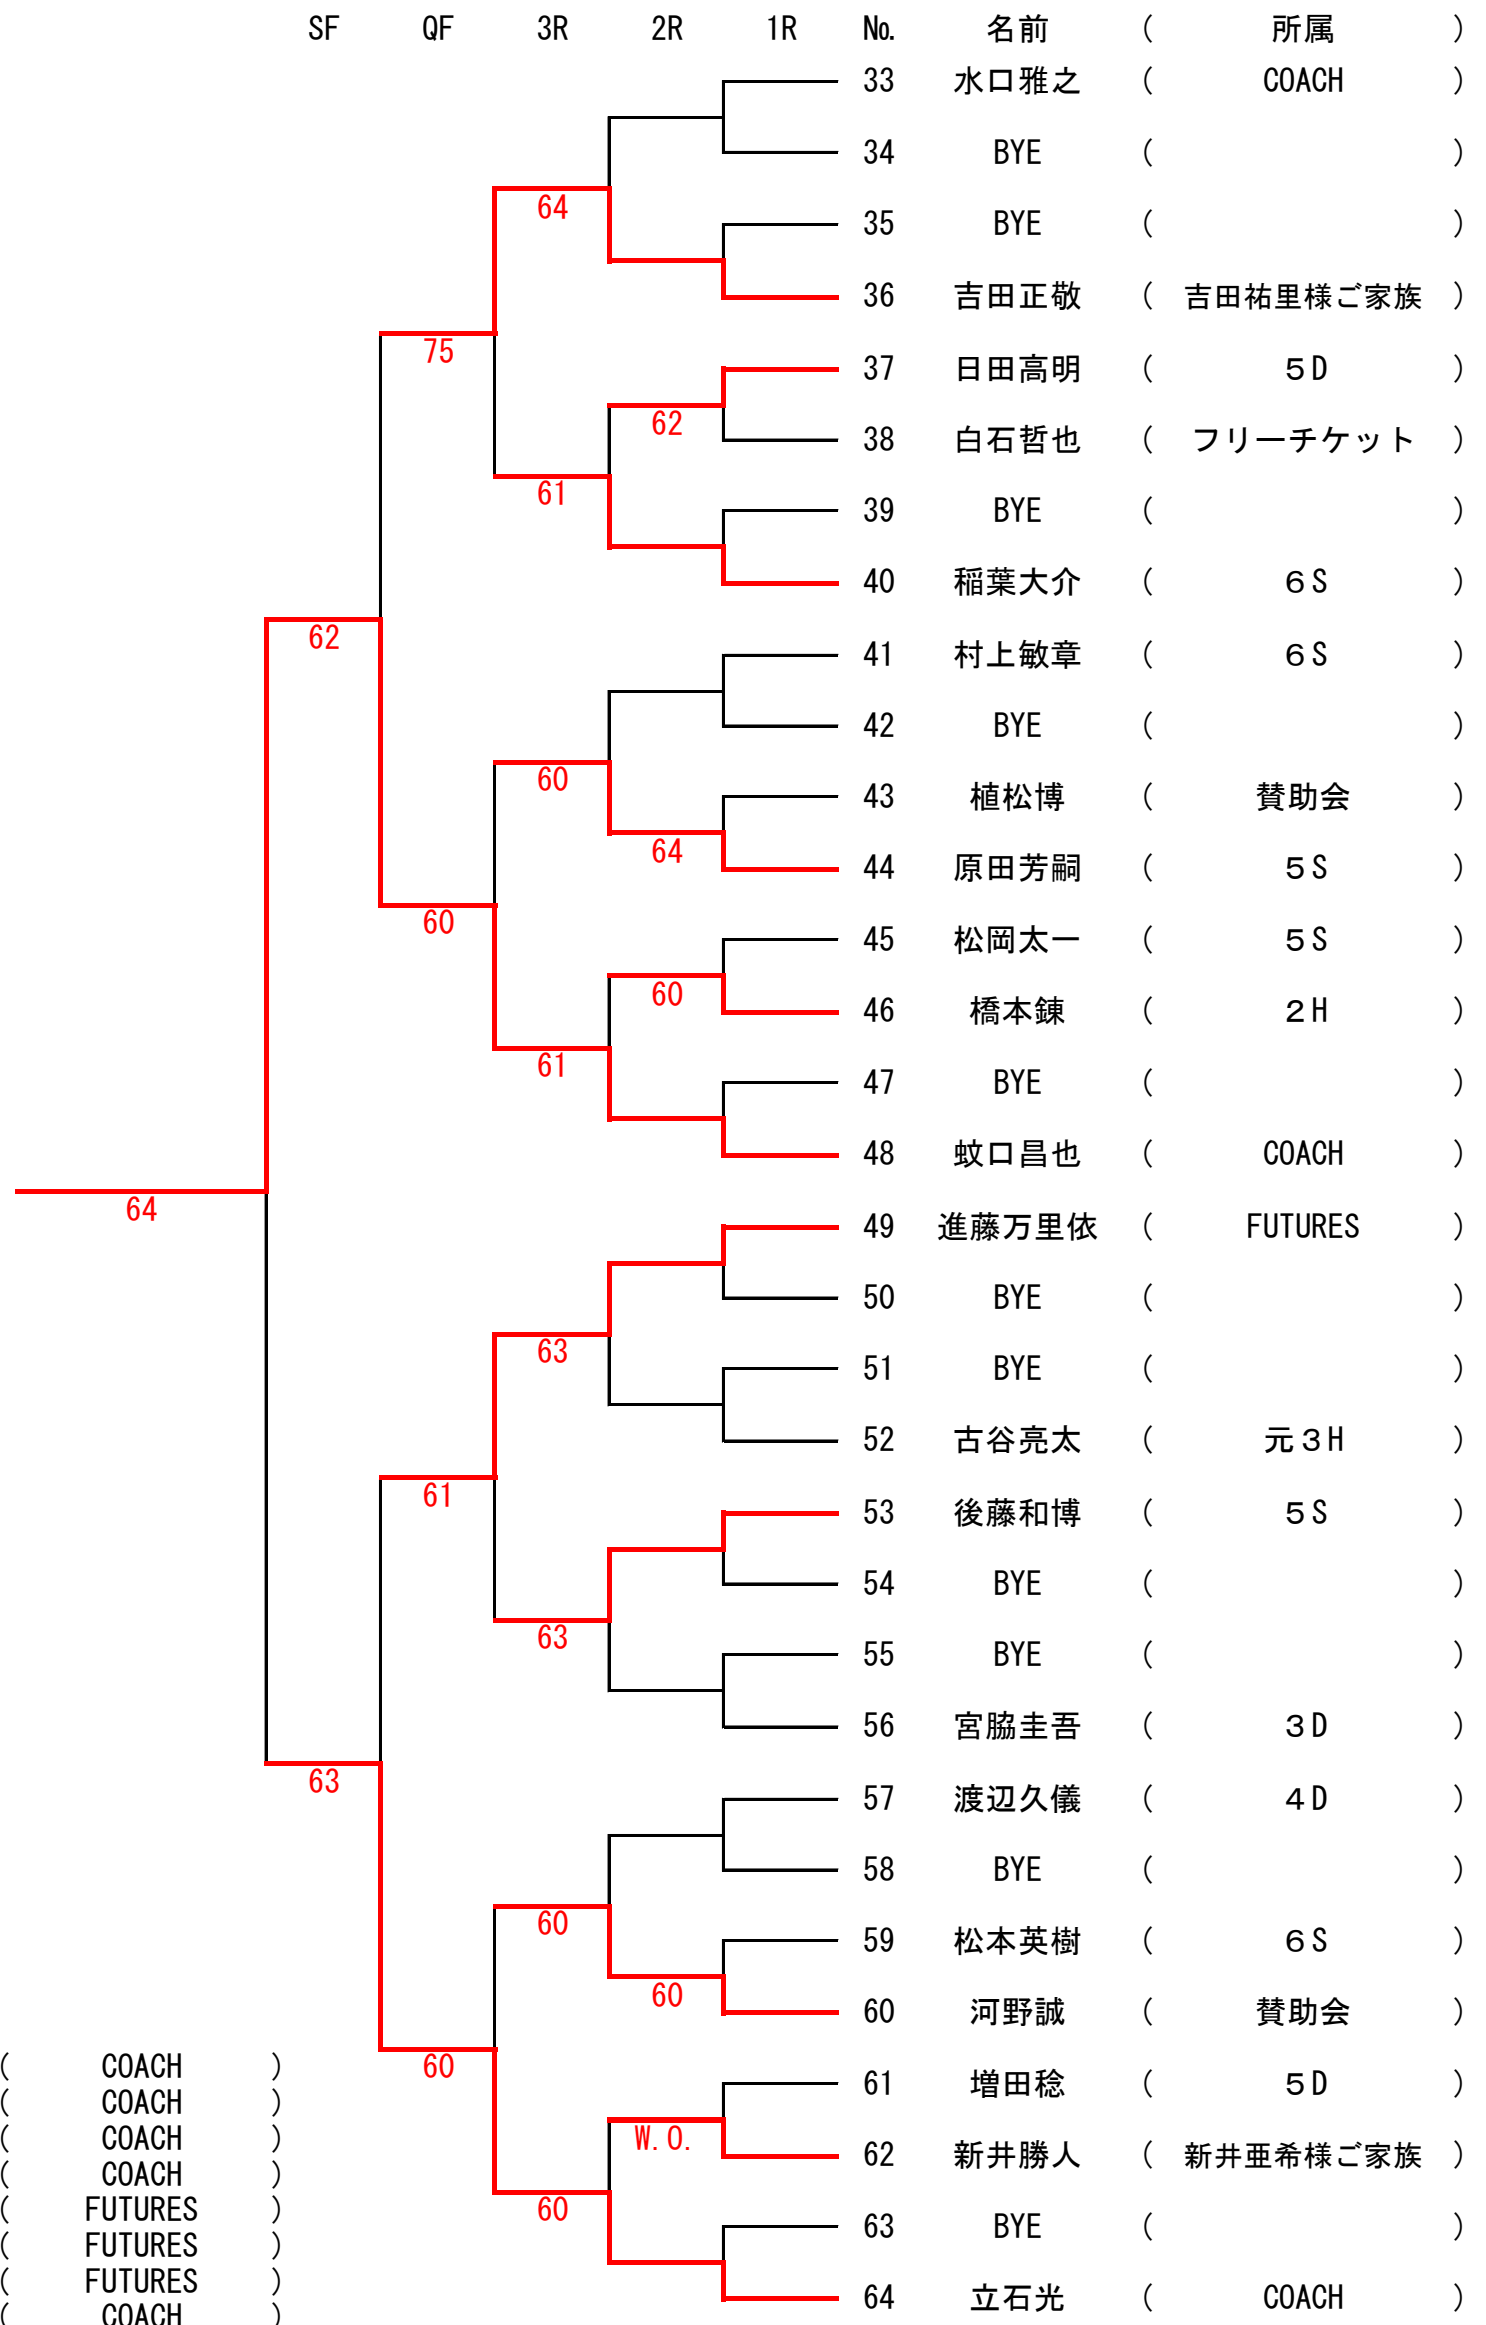 SF QF 3R 2R 1R No. 名前 ( 所属 )
33 水口雅之 ( COACH )
34 BYE ( )
64
35 BYE ( )
36 吉田正敬 ( 吉田祐里様ご家族 )
75
37 日田高明 ( 5D )
62
38 白石哲也 ( フリーチケット )
61
39 BYE ( )
40 稲葉大介 ( 6S )
62
41 村上敏章 ( 6S )
42 BYE ( )
60
43 植松博 ( 賛助会 )
64
44 原田芳嗣 ( 5S )
60
45 松岡太一 ( 5S )
60
46 橋本錬 ( 2H )
61
47 BYE ( )
48 蚊口昌也 ( COACH )
64
49 進藤万里依 ( FUTURES )
50 BYE ( )
63
51 BYE ( )
52 古谷亮太 ( 元3H )
61
53 後藤和博 ( 5S )
54 BYE ( )
63
55 BYE ( )
56 宮脇圭吾 ( 3D )
63
57 渡辺久儀 ( 4D )
58 BYE ( )
60
59 松本英樹 ( 6S )
60
60 河野誠 ( 賛助会 )
( COACH ) 60
61 増田稔 ( 5D )
( COACH )
( COACH ) W.O.
62 新井勝人 ( 新井亜希様ご家族 )
( COACH )
( FUTURES ) 60
63 BYE ( )
( FUTURES )
( FUTURES )
64 立石光 ( COACH )
( COACH )